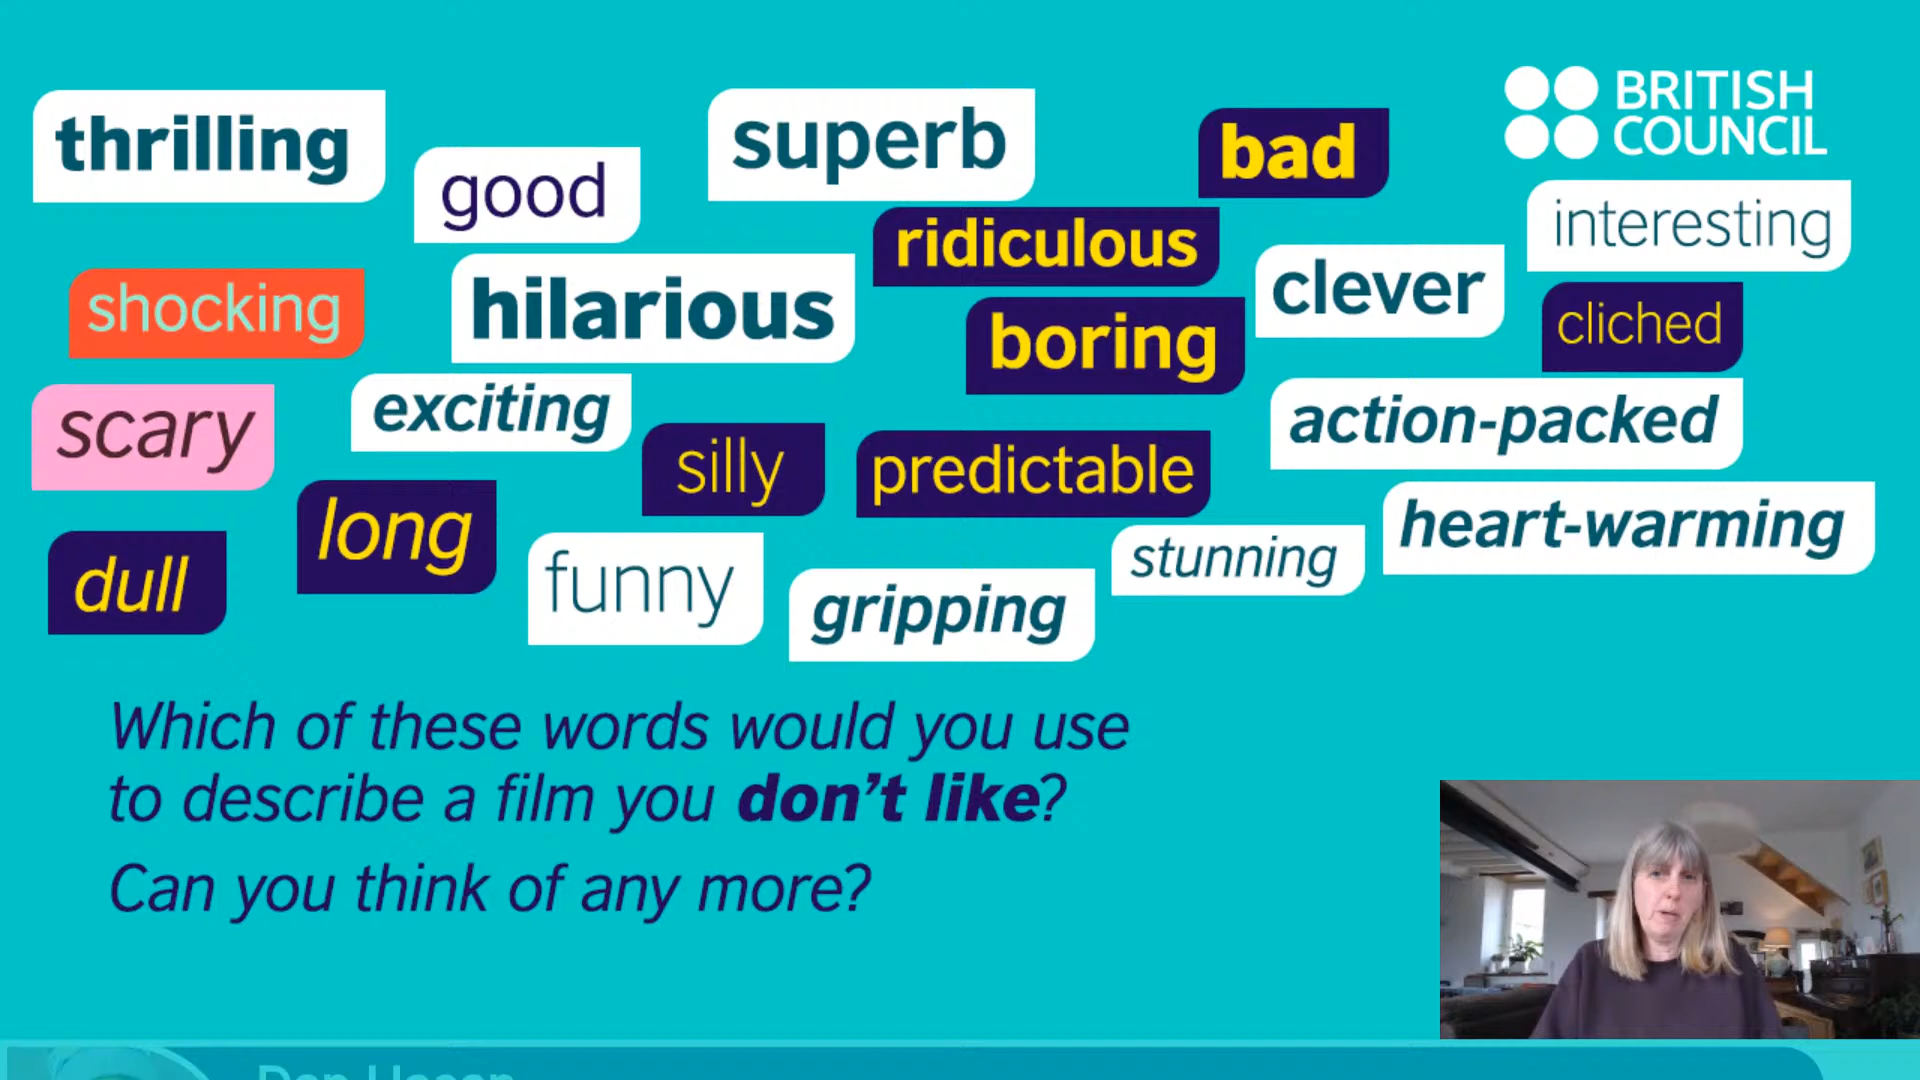 thrilling
good
superb
bad
BRITISH
COUNCIL
interesting
ridiculous
clever
shocking
hilarious
boring
cliched
scary
exciting
silly
predictable
action-packed
dull
long
funny
gripping
stunning
heart-warming
Which of these words would you use
to describe a film you don't like?
Can you think of any more?